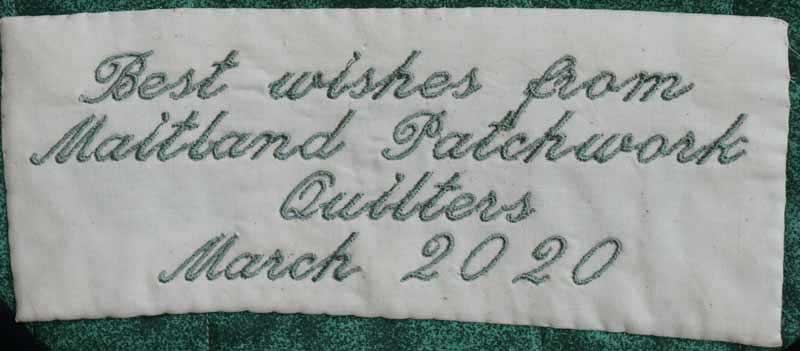 Best wishes from
Maitland Patchwork
Quilters
March 2020